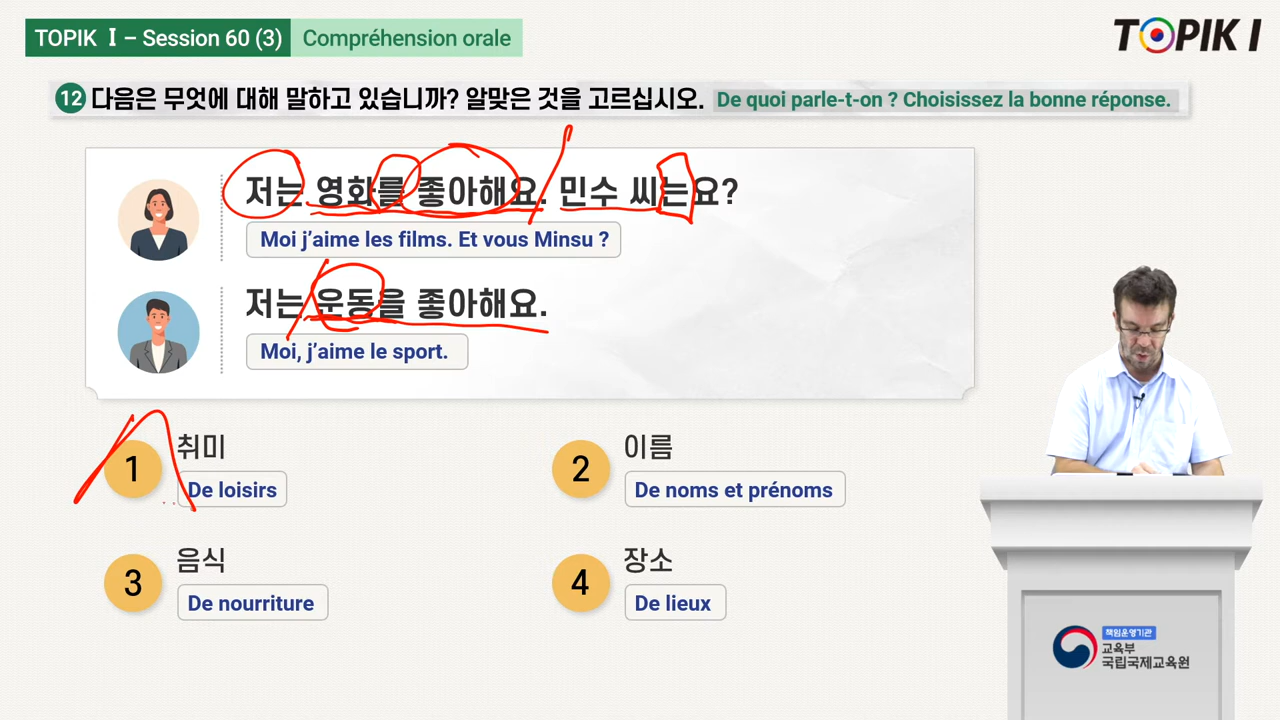 TOPIK Ⅰ – Session 60 (3) Compréhension orale
TOPIK I
12 다음은 무엇에 대해 말하고 있습니까? 알맞은 것을 고르십시오. De quoi parle-t-on ? Choisissez la bonne réponse.
저는 영화를 좋아해요. 민수 씨는요?
Moi j'aime les films. Et vous Minsu ?
저는 운동을 좋아해요.
Moi, j'aime le sport.
1 취미
De loisirs
2 이름
De noms et prénoms
3 음식
De nourriture
4 장소
De lieux
책임운영기관
교육부
국립국제교육원